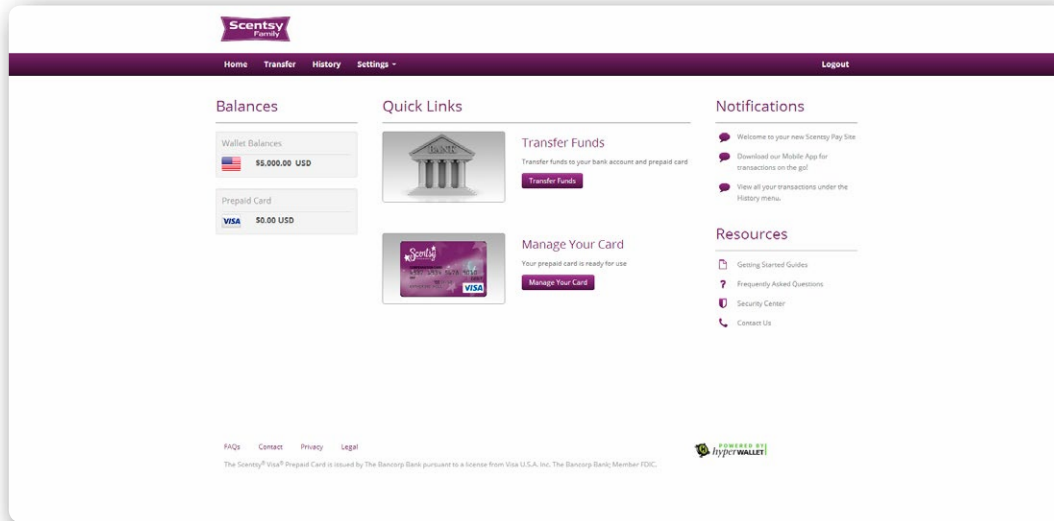 Scentsy
Family
Home Transfer History Settings
Logout
Balances
Wallet Balances
$5,000.00 USD
Prepaid Card
VISA $0.00 USD
Quick Links
BANK
Transfer Funds
Transfer funds to your bank account and prepaid card
Transfer Funds
Scentsy
VISA
Manage Your Card
Your prepaid card is ready for use
Manage Your Card
Notifications
Welcome to your new Scentsy Pay Site
Download our Mobile App for
transactions on the go!
View all your transactions under the
History menu.
Resources
Getting Started Guides
Frequently Asked Questions
Security Center
Contact Us
FAQs Contact Privacy Legal
The Scentsy® Visa® Prepaid Card is issued by The Bancorp Bank pursuant to a license from Visa U.S.A. Inc. The Bancorp Bank; Member FDIC.
POWERED BY
hyperWALLET